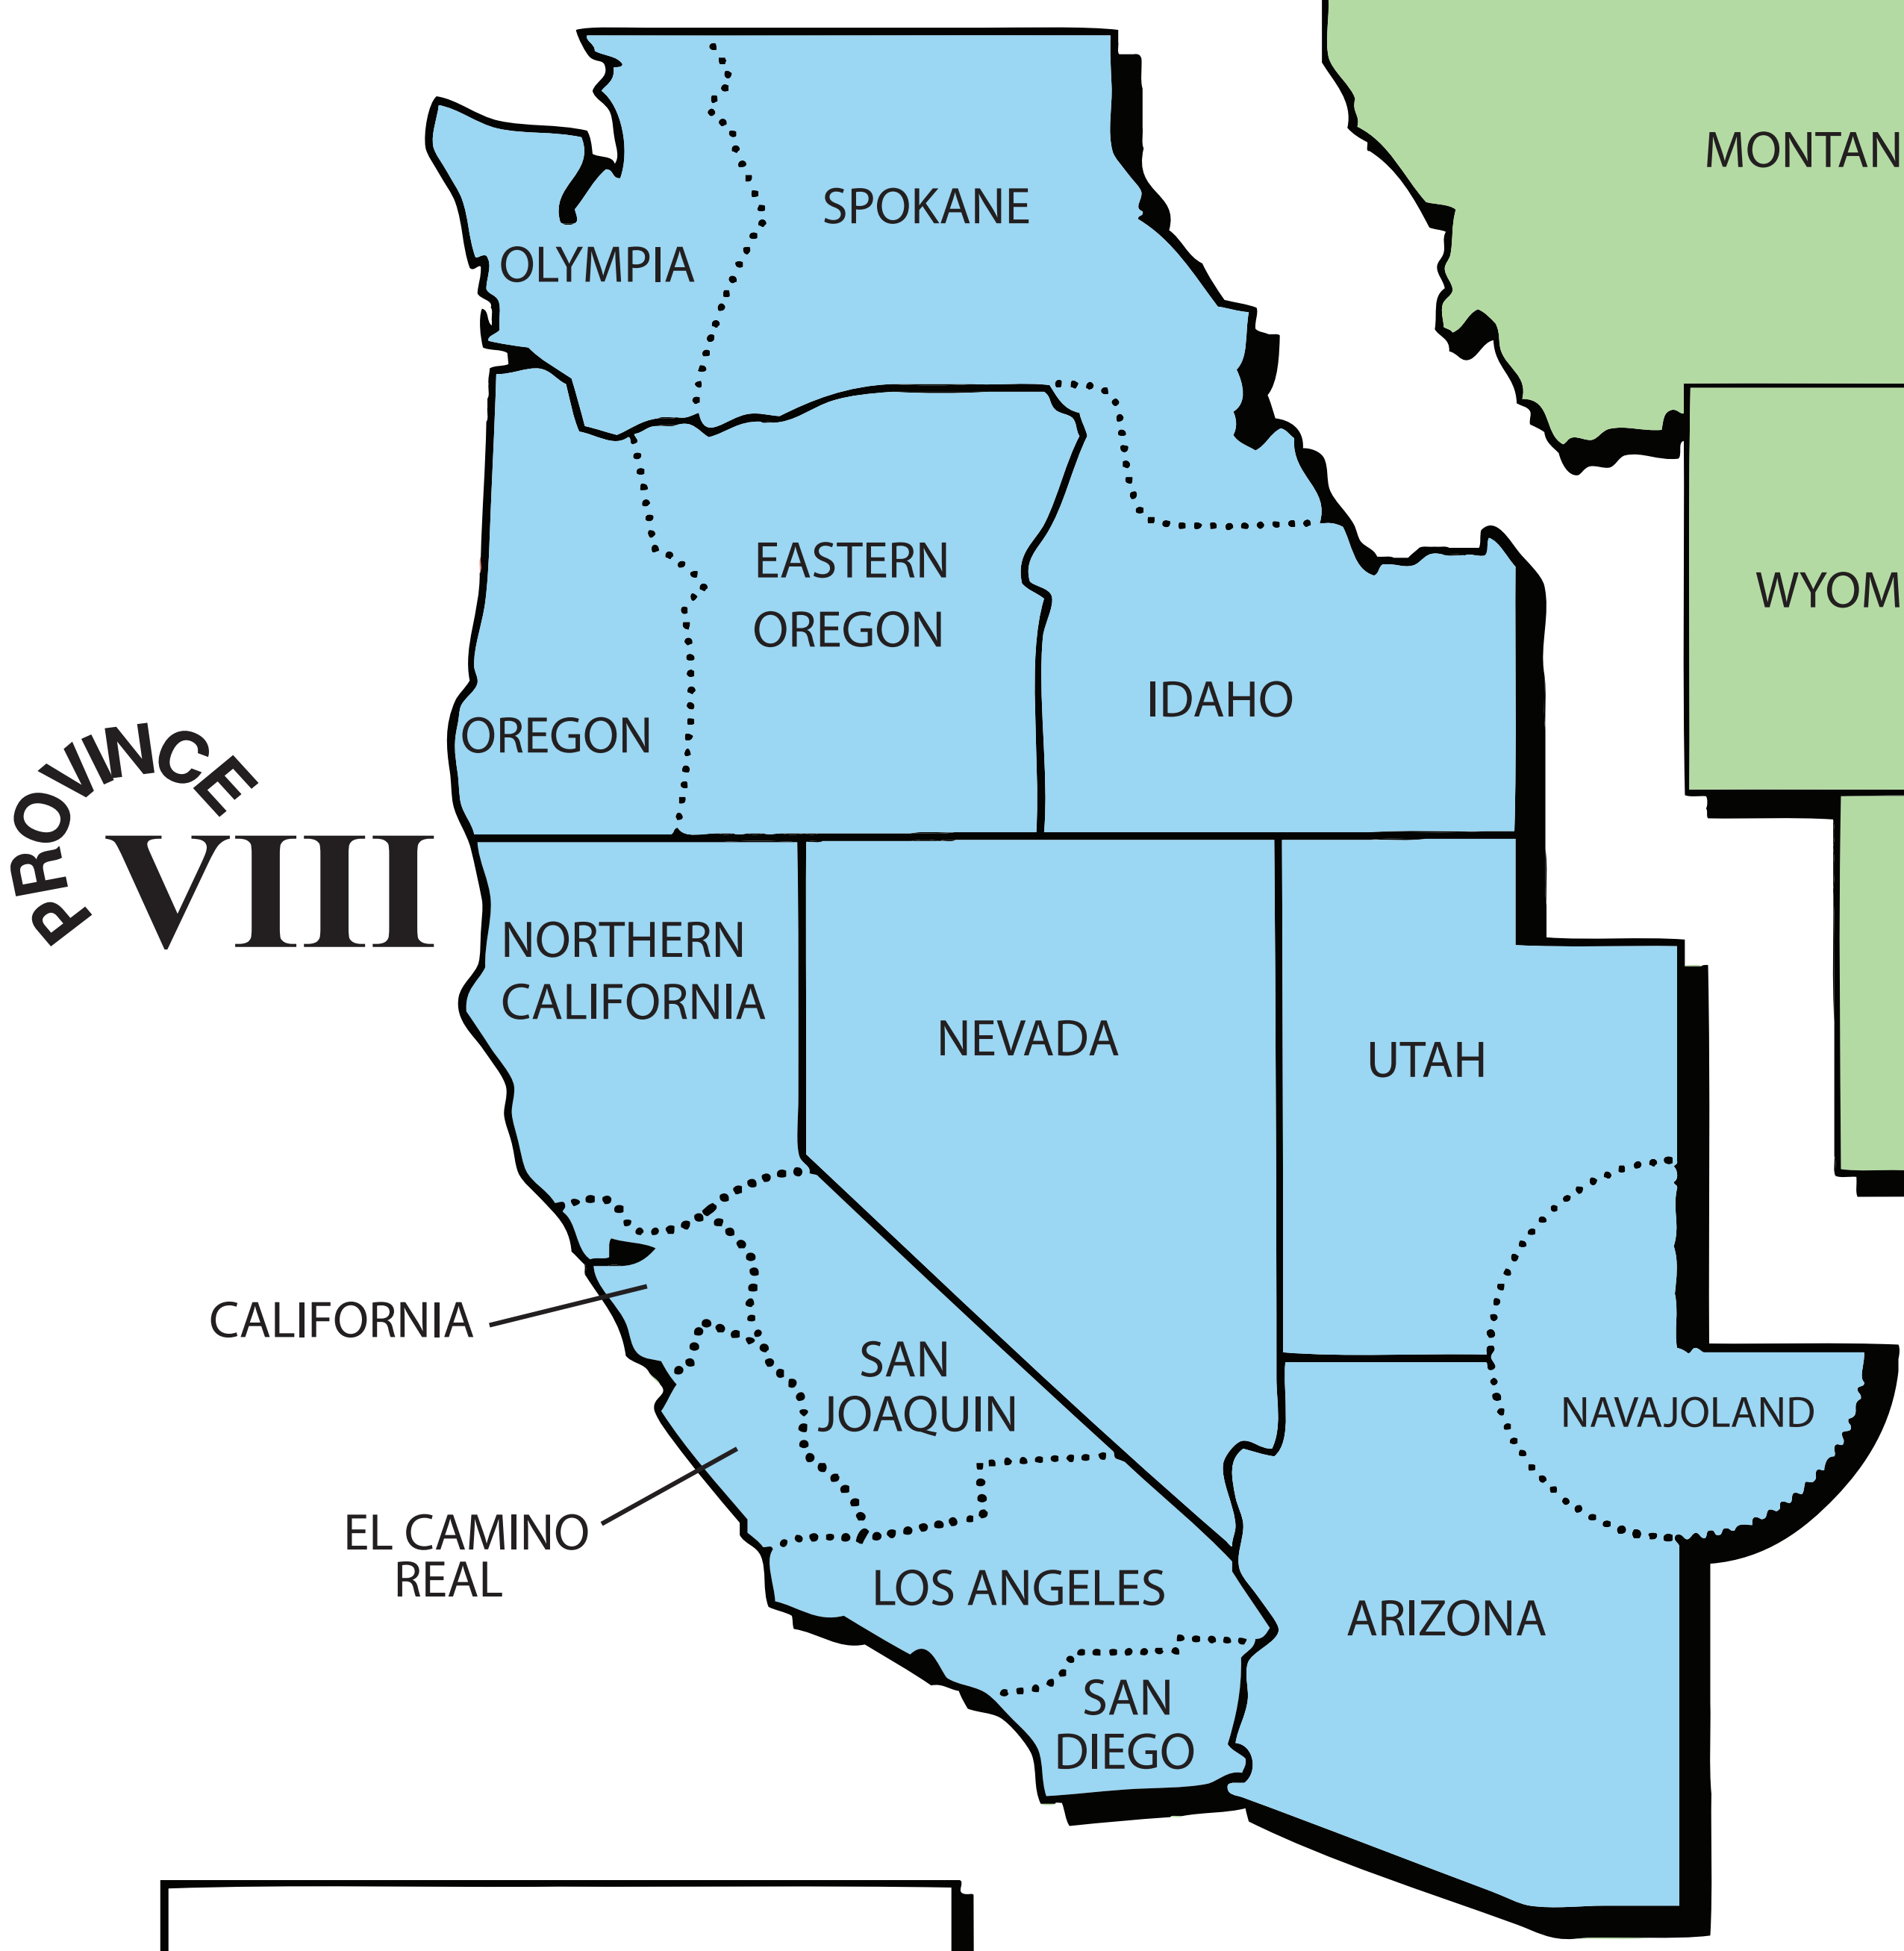 MONTAN
SPOKANE
OLYMPIA
EASTERN
OREGON
WYOM
IDAHO
OREGON
PROVINCE
VIII
NORTHERN
CALIFORNIA
NEVADA
UTAH
CALIFORNIA
SAN
JOAQUIN
NAVAJOLAND
EL CAMINO
REAL
LOS ANGELES
ARIZONA
SAN
DIEGO